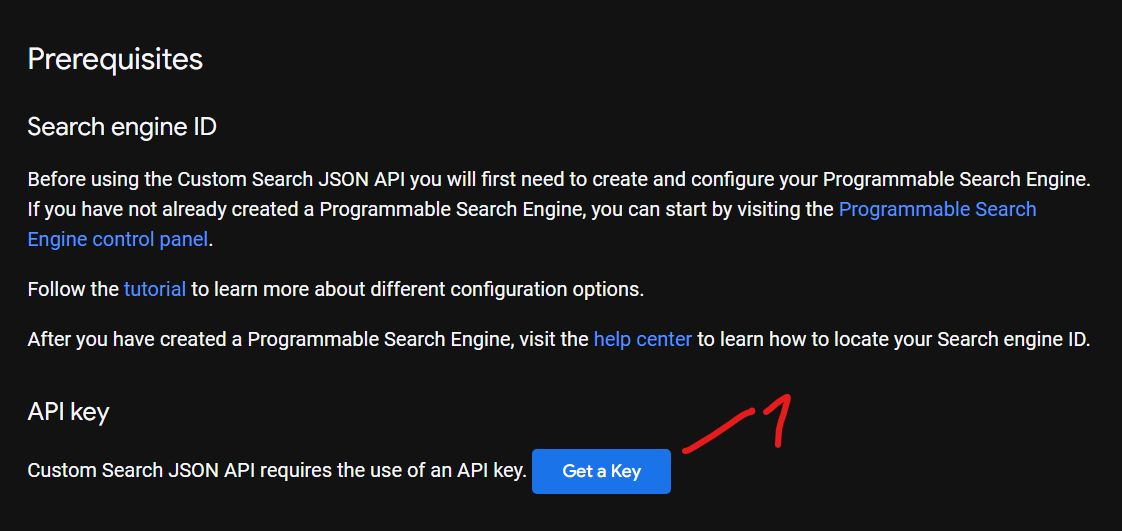 Prerequisites
Search engine ID
Before using the Custom Search JSON API you will first need to create and configure your Programmable Search Engine.
If you have not already created a Programmable Search Engine, you can start by visiting the Programmable Search
Engine control panel.
Follow the tutorial to learn more about different configuration options.
After you have created a Programmable Search Engine, visit the help center to learn how to locate your Search engine ID.
API key
1
Custom Search JSON API requires the use of an API key. Get a Key